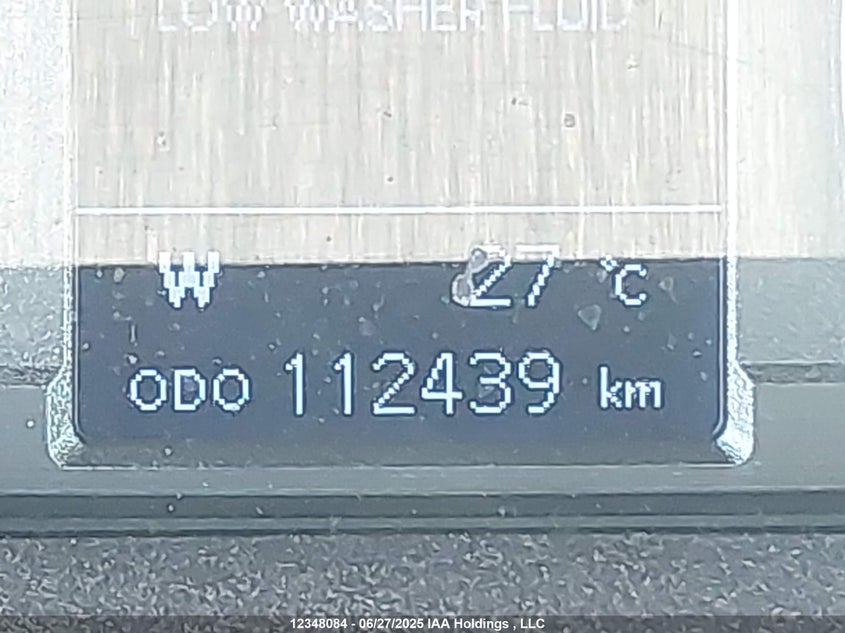 LOW WASHER FLUID
W 27 °C
ODO 112439 km
12348084 - 06/27/2025 IAA Holdings , LLC